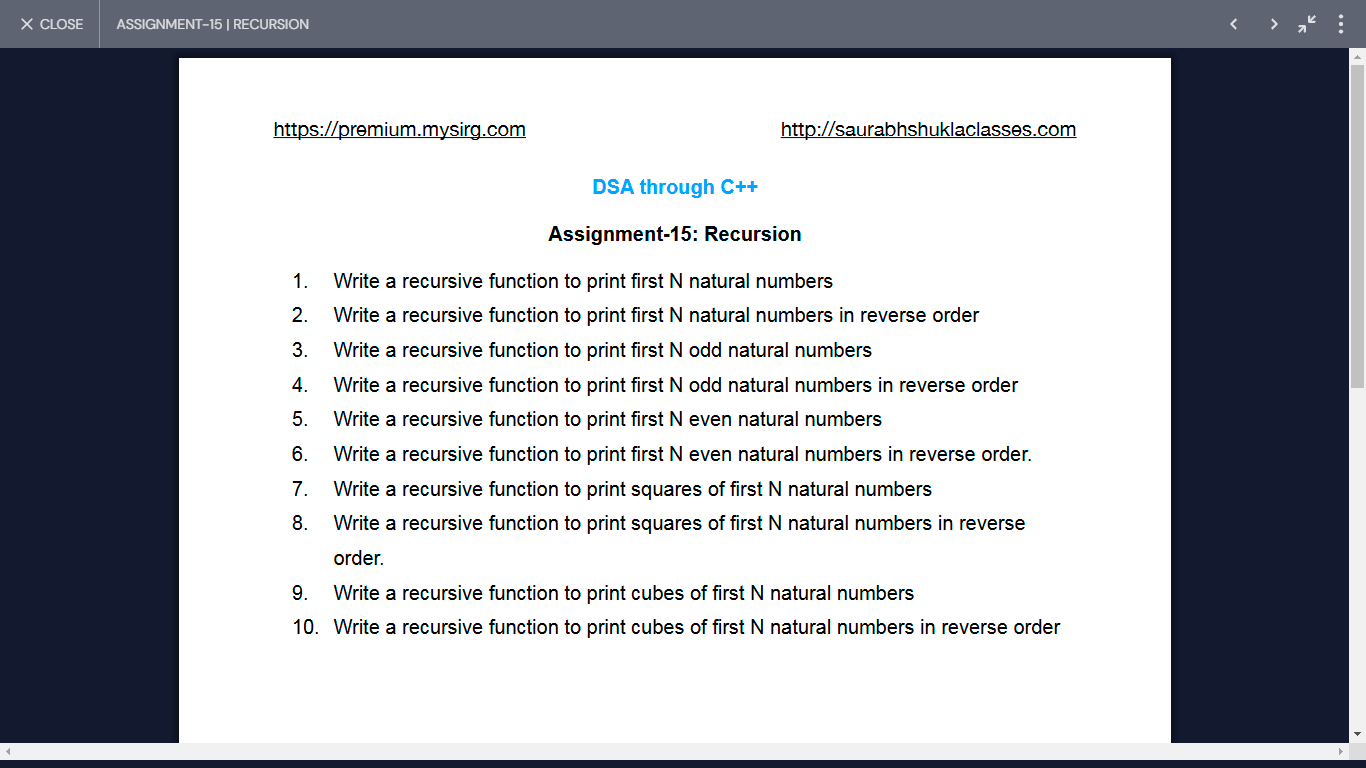 CLOSE
ASSIGNMENT-15 | RECURSION
https://premium.mysirg.com
http://saurabhshuklaclasses.com
DSA through C++
Assignment-15: Recursion
1. Write a recursive function to print first N natural numbers
2. Write a recursive function to print first N natural numbers in reverse order
3. Write a recursive function to print first N odd natural numbers
4. Write a recursive function to print first N odd natural numbers in reverse order
5. Write a recursive function to print first N even natural numbers
6. Write a recursive function to print first N even natural numbers in reverse order.
7. Write a recursive function to print squares of first N natural numbers
8. Write a recursive function to print squares of first N natural numbers in reverse
order.
9. Write a recursive function to print cubes of first N natural numbers
10. Write a recursive function to print cubes of first N natural numbers in reverse order